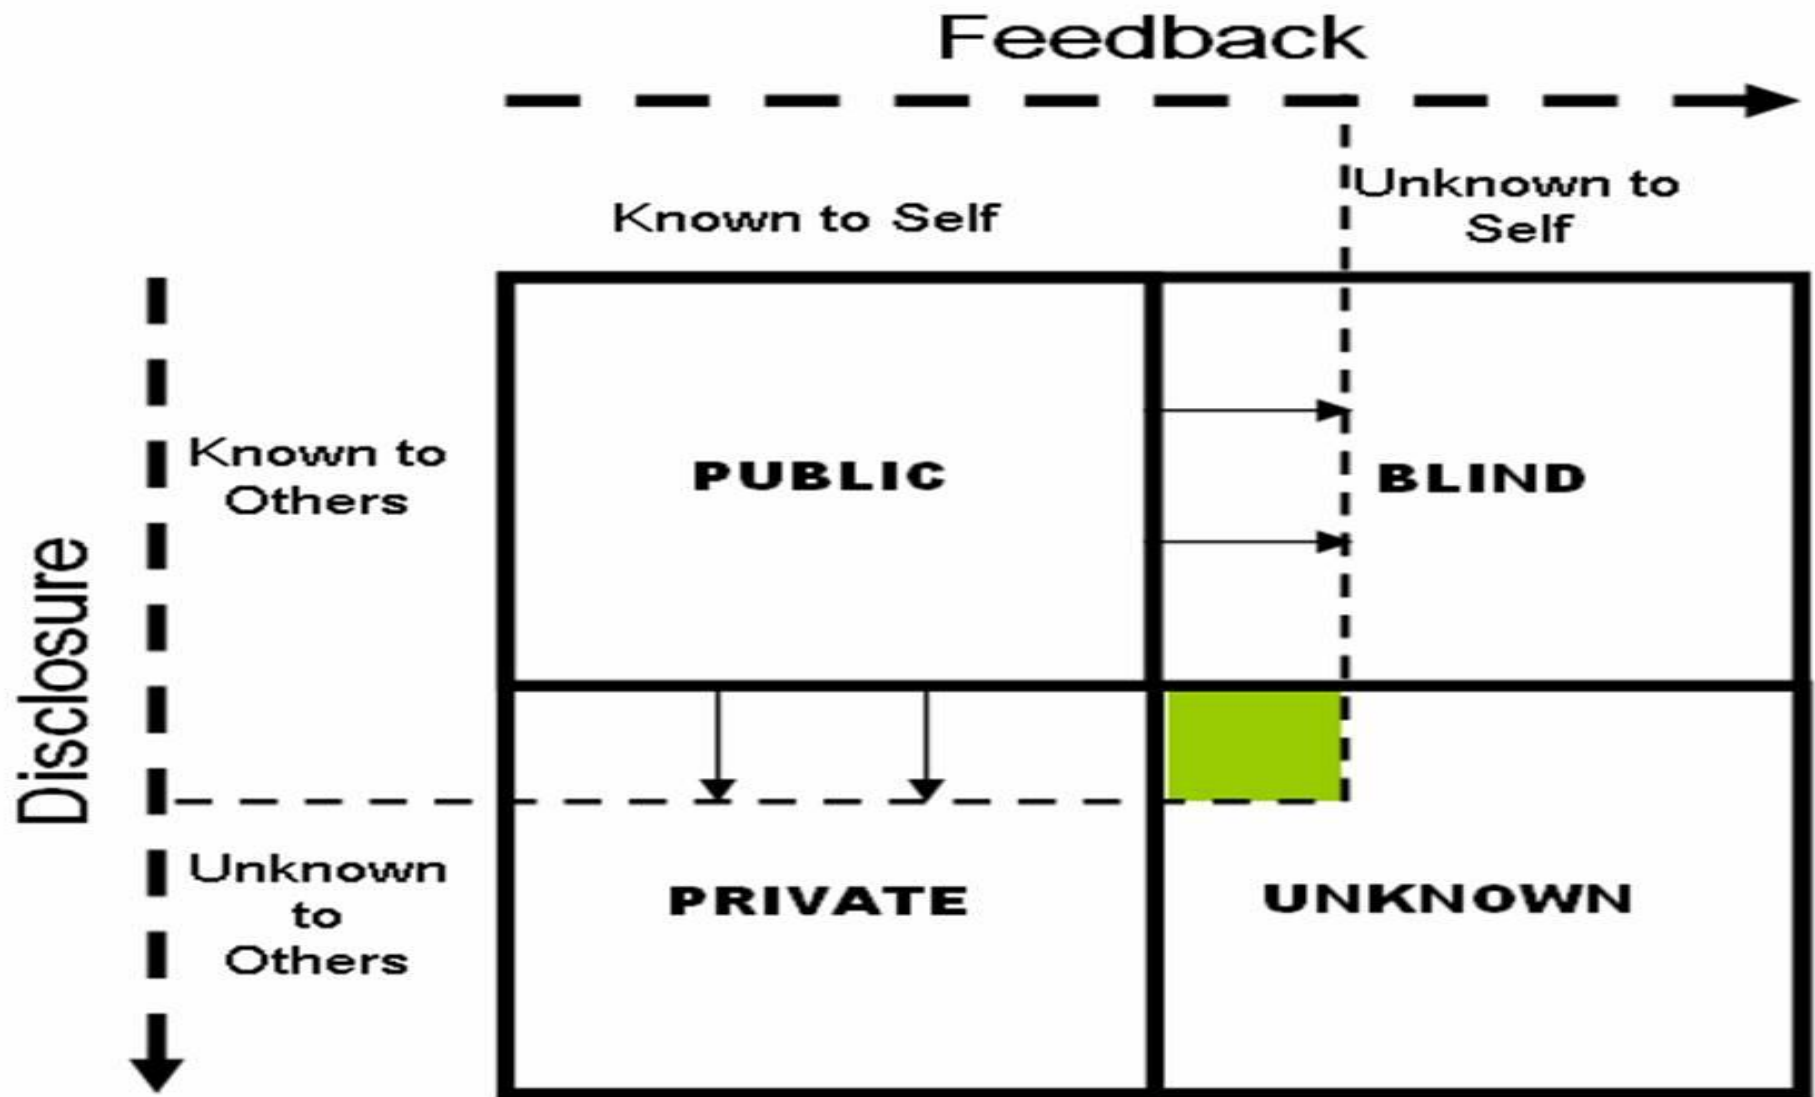 Feedback
Known to Self
Unknown to
Self
Disclosure
Known to
Others
PUBLIC
BLIND
Unknown
to
Others
PRIVATE
UNKNOWN